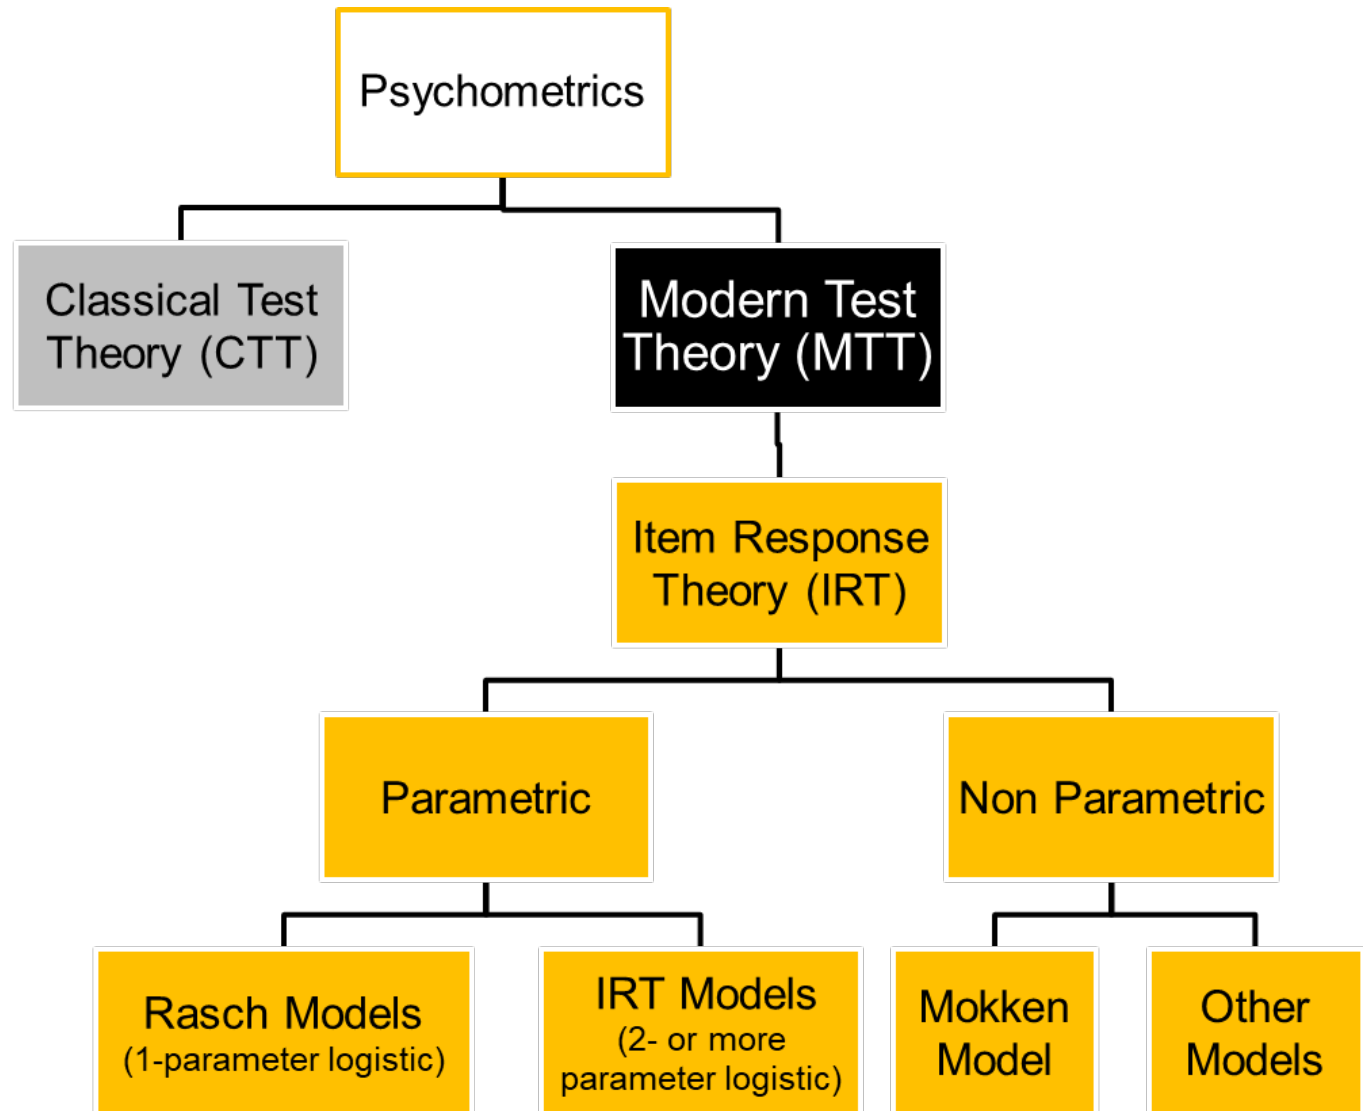 Psychometrics
Classical Test
Theory (CTT)
Modern Test
Theory (MTT)
Item Response
Theory (IRT)
Parametric
Non Parametric
Rasch Models
(1-parameter logistic)
IRT Models
(2- or more
parameter logistic)
Mokken
Model
Other
Models